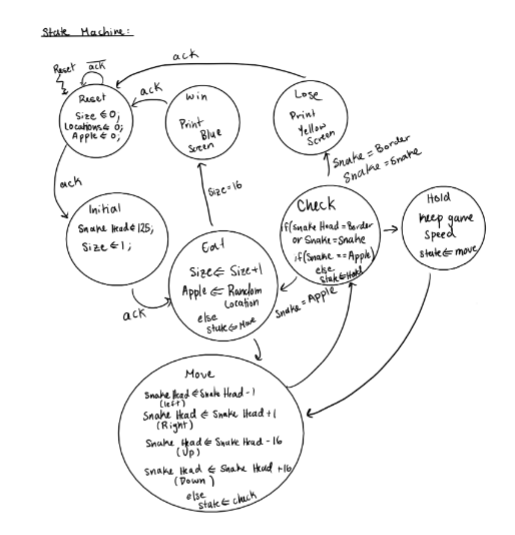 State Machine:
ack
Reset
ack
Reset
Size ⇐ 0;
Locations ⇐ 0;
Apple ⇐ 0;
ack
Win
Print
Blue
Screen
Lose
Print
Yellow
Screen
Snake = Border
Snake = Snake
ack
Size=16
Initial
Snake Head ⇐ 125;
Size ⇐ 1;
ack
Eat
Size ⇐ Size+1
Apple ⇐ Random
Location
else
State ⇐ Move
Check
if(Snake Head = Border
or Snake = Snake
if(Snake == Apple)
else
State ⇐ Hold
Snake = Apple
Hold
Keep game
Speed
State ⇐ move
Move
Snake Head ⇐ Snake Head - 1
(left)
Snake Head ⇐ Snake Head + 1
(Right)
Snake Head ⇐ Snake Head - 16
(Up)
Snake Head ⇐ Snake Head + 16
(Down)
else
State ⇐ check